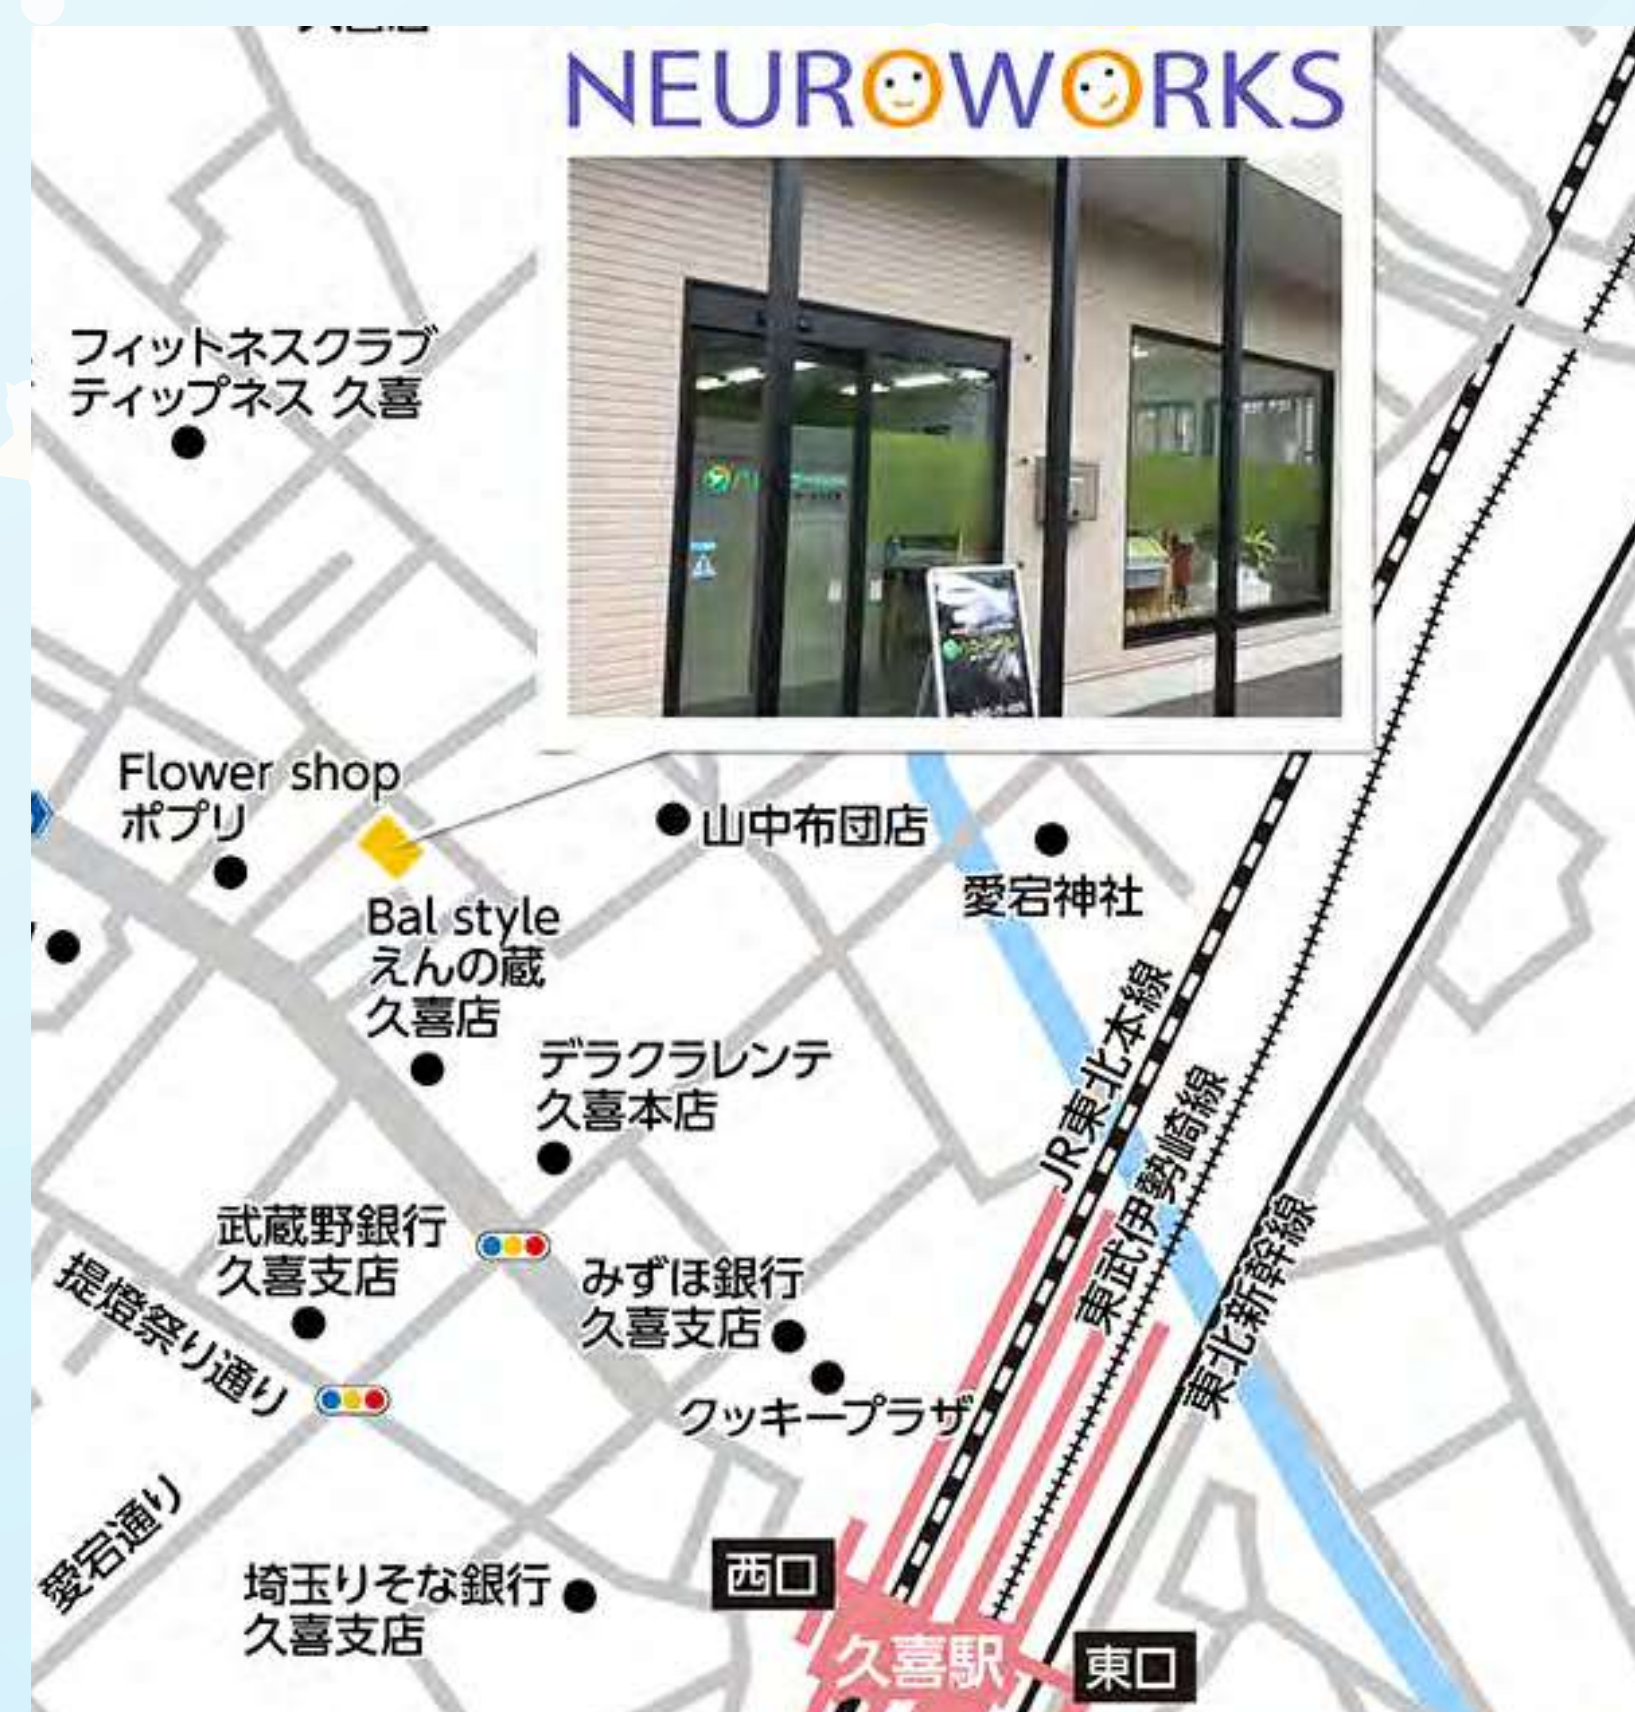 NEUROWORKS
フィットネスクラブ
ティップネス 久喜
Flower shop
ポプリ
山中布団店
愛宕神社
Bal style
えんの蔵
久喜店
デラクラレンテ
久喜本店
JR東北本線
東武伊勢崎線
東北新幹線
武蔵野銀行
久喜支店
みずほ銀行
久喜支店
クッキープラザ
提燈祭り通り
愛宕通り
埼玉りそな銀行
久喜支店
西口
久喜駅
東口